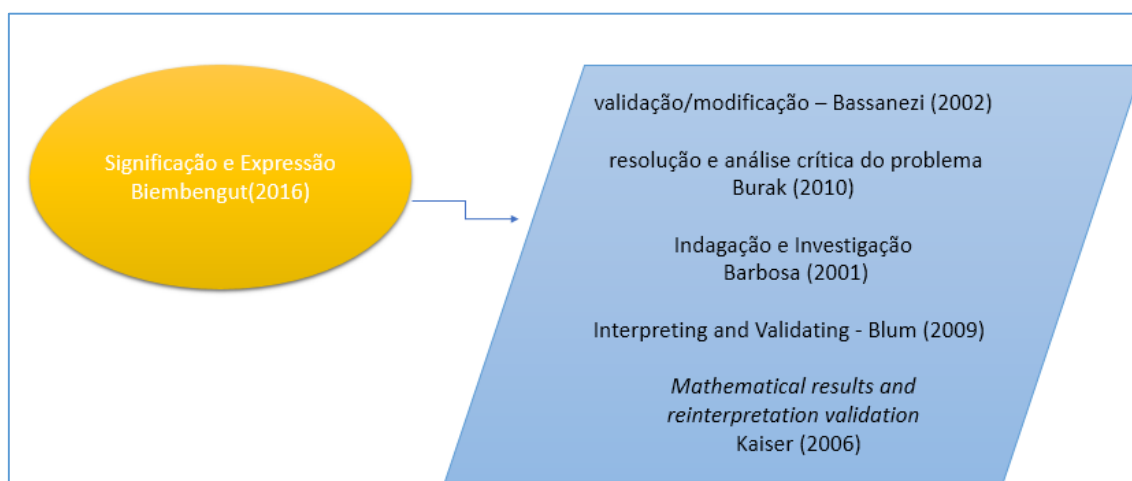 Significação e Expressão
Biembengut(2016)
validação/modificação – Bassanezi (2002)
resolução e análise crítica do problema
Burak (2010)
Indagação e Investigação
Barbosa (2001)
Interpreting and Validating - Blum (2009)
Mathematical results and
reinterpretation validation
Kaiser (2006)